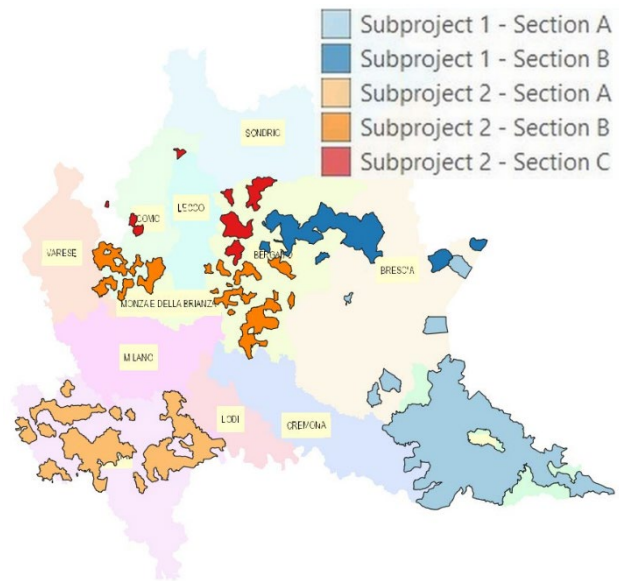 Subproject 1 - Section A
Subproject 1 - Section B
Subproject 2 - Section A
Subproject 2 - Section B
Subproject 2 - Section C
SONDRIO
LECCO
COMO
VARESE
BERGAMO
BRESCIA
MONZA E DELLA BRIANZA
MILANO
LODI
CREMONA